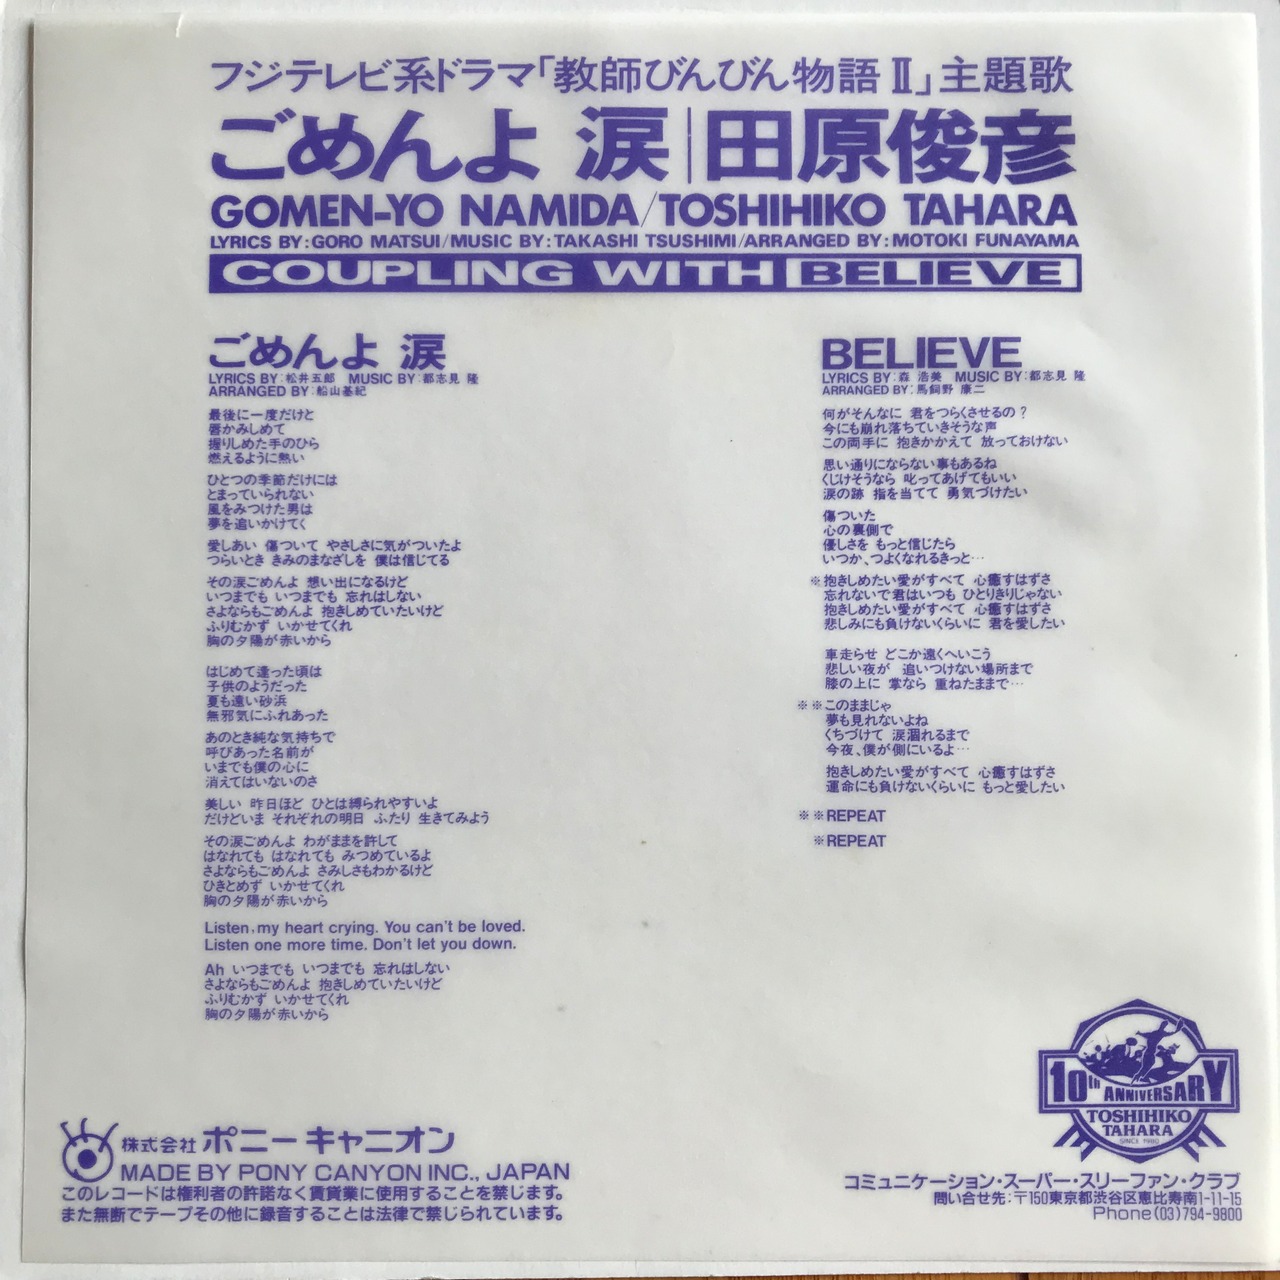 フジテレビ系ドラマ「教師びんびん物語Ⅱ」主題歌
ごめんよ 涙|田原俊彦
GOMEN-YO NAMIDA/TOSHIHIKO TAHARA
LYRICS BY:GORO MATSUI/MUSIC BY:TAKASHI TSUSHIMI/ARRANGED BY:MOTOKI FUNAYAMA
COUPLING WITH BELIEVE
ごめんよ 涙
LYRICS BY:松井五郎 MUSIC BY:都志見 隆
ARRANGED BY:船山基紀
最後に一度だけと
唇かみしめて
握りしめた手のひら
燃えるように熱い
ひとつの季節だけには
とまっていられない
風をみつけた男は
夢を追いかけてく
愛しあい 傷ついて やさしさに気がついたよ
つらいとき きみのまなざしを 僕は信じてる
その涙ごめんよ 想い出になるけど
いつまでも いつまでも 忘れはしない
さよならもごめんよ 抱きしめていたいけど
ふりむかず いかせてくれ
胸の夕陽が赤いから
はじめて逢った頃は
子供のようだった
夏も遠い砂浜
無邪気にふれあった
あのとき純な気持ちで
呼びあった名前が
いまでも僕の心に
消えてはいないのさ
美しい 昨日ほど ひとは縛られやすいよ
だけどいま それぞれの明日 ふたり 生きてみよう
その涙ごめんよ わがままを許して
はなれても はなれても みつめているよ
さよならもごめんよ さみしさもわかるけど
ひきとめず いかせてくれ
胸の夕陽が赤いから
Listen, my heart crying. You can't be loved.
Listen one more time. Don't let you down.
Ah いつまでも いつまでも 忘れはしない
さよならもごめんよ 抱きしめていたいけど
ふりむかず いかせてくれ
胸の夕陽が赤いから
BELIEVE
LYRICS BY:森 浩美 MUSIC BY:都志見 隆
ARRANGED BY:馬飼野 康二
何がそんなに 君をつらくさせるの?
今にも崩れ落ちていきそうな声
この両手に 抱きかかえて 放っておけない
思い通りにならない事もあるね
くじけそうなら 叱ってあげてもいい
涙の跡 指を当てて 勇気づけたい
傷ついた
心の裏側で
優しさを もっと信じたら
いつか、つよくなれるきっと…
※抱きしめたい愛がすべて 心癒すはずさ
忘れないで君はいつも ひとりきりじゃない
抱きしめたい愛がすべて 心癒すはずさ
悲しみにも負けないくらいに 君を愛したい
車走らせ どこか遠くへいこう
悲しい夜が 追いつけない場所まで
膝の上に 掌なら 重ねたままで…
※※このままじゃ
夢も見れないよね
くちづけて 涙涸れるまで
今夜、僕が側にいるよ…
抱きしめたい愛がすべて 心癒すはずさ
運命にも負けないくらいに もっと愛したい
※※REPEAT
※REPEAT
10th ANNIVERSARY
TOSHIHIKO
TAHARA
SINCE 1980
株式会社 ポニーキャニオン
MADE BY PONY CANYON INC., JAPAN
このレコードは権利者の許諾なく賃貸業に使用することを禁じます。
また無断でテープその他に録音することは法律で禁じられています。
コミュニケーション・スーパー・スリーファン・クラブ
問い合せ先:〒150東京都渋谷区恵比寿南1-11-15
Phone(03)794-9800